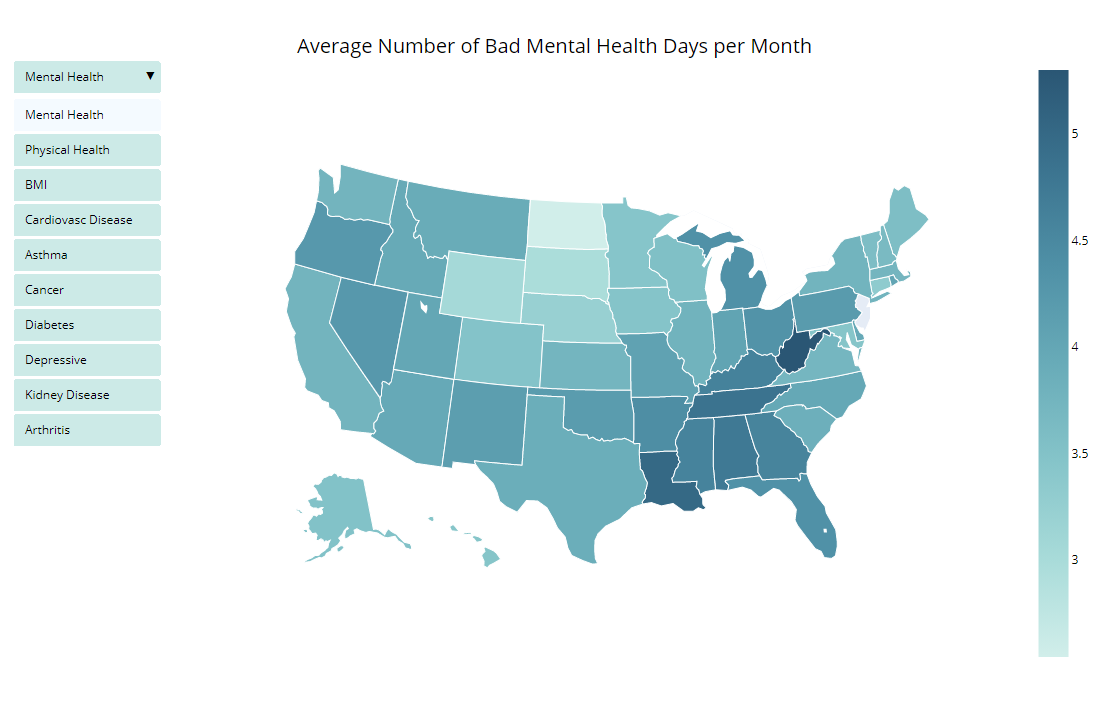 Average Number of Bad Mental Health Days per Month
Mental Health ▼
Mental Health
Physical Health
BMI
Cardiovasc Disease
Asthma
Cancer
Diabetes
Depressive
Kidney Disease
Arthritis
5
4.5
4
3.5
3